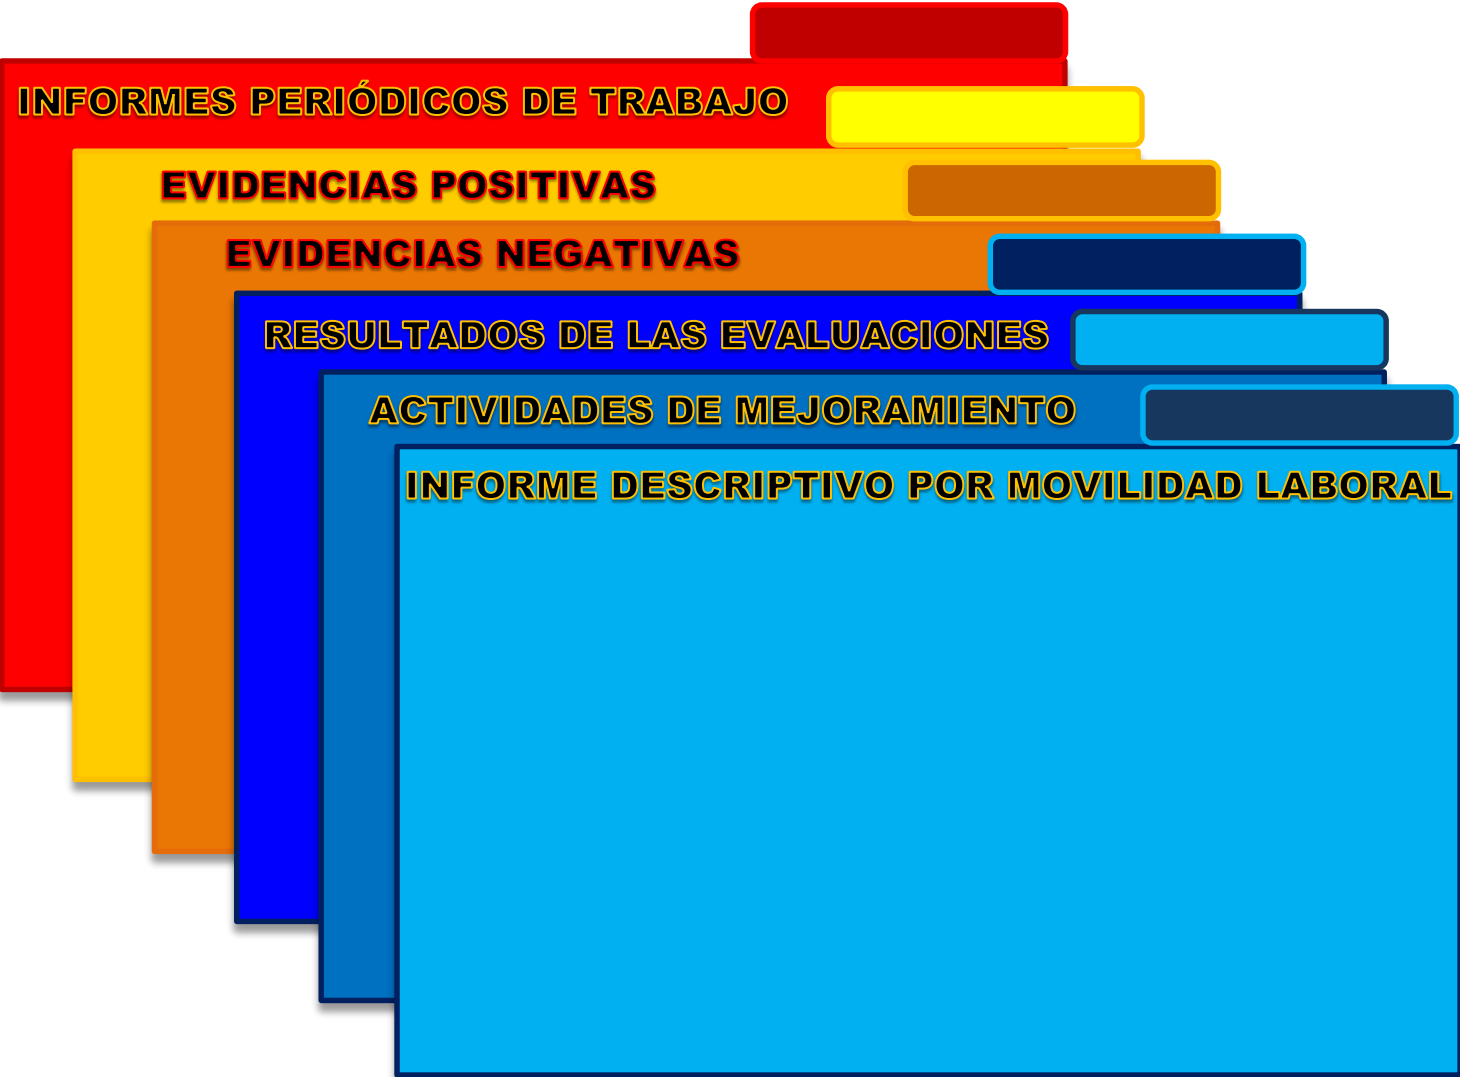 INFORMES PERIÓDICOS DE TRABAJO
EVIDENCIAS POSITIVAS
EVIDENCIAS NEGATIVAS
RESULTADOS DE LAS EVALUACIONES
ACTIVIDADES DE MEJORAMIENTO
INFORME DESCRIPTIVO POR MOVILIDAD LABORAL